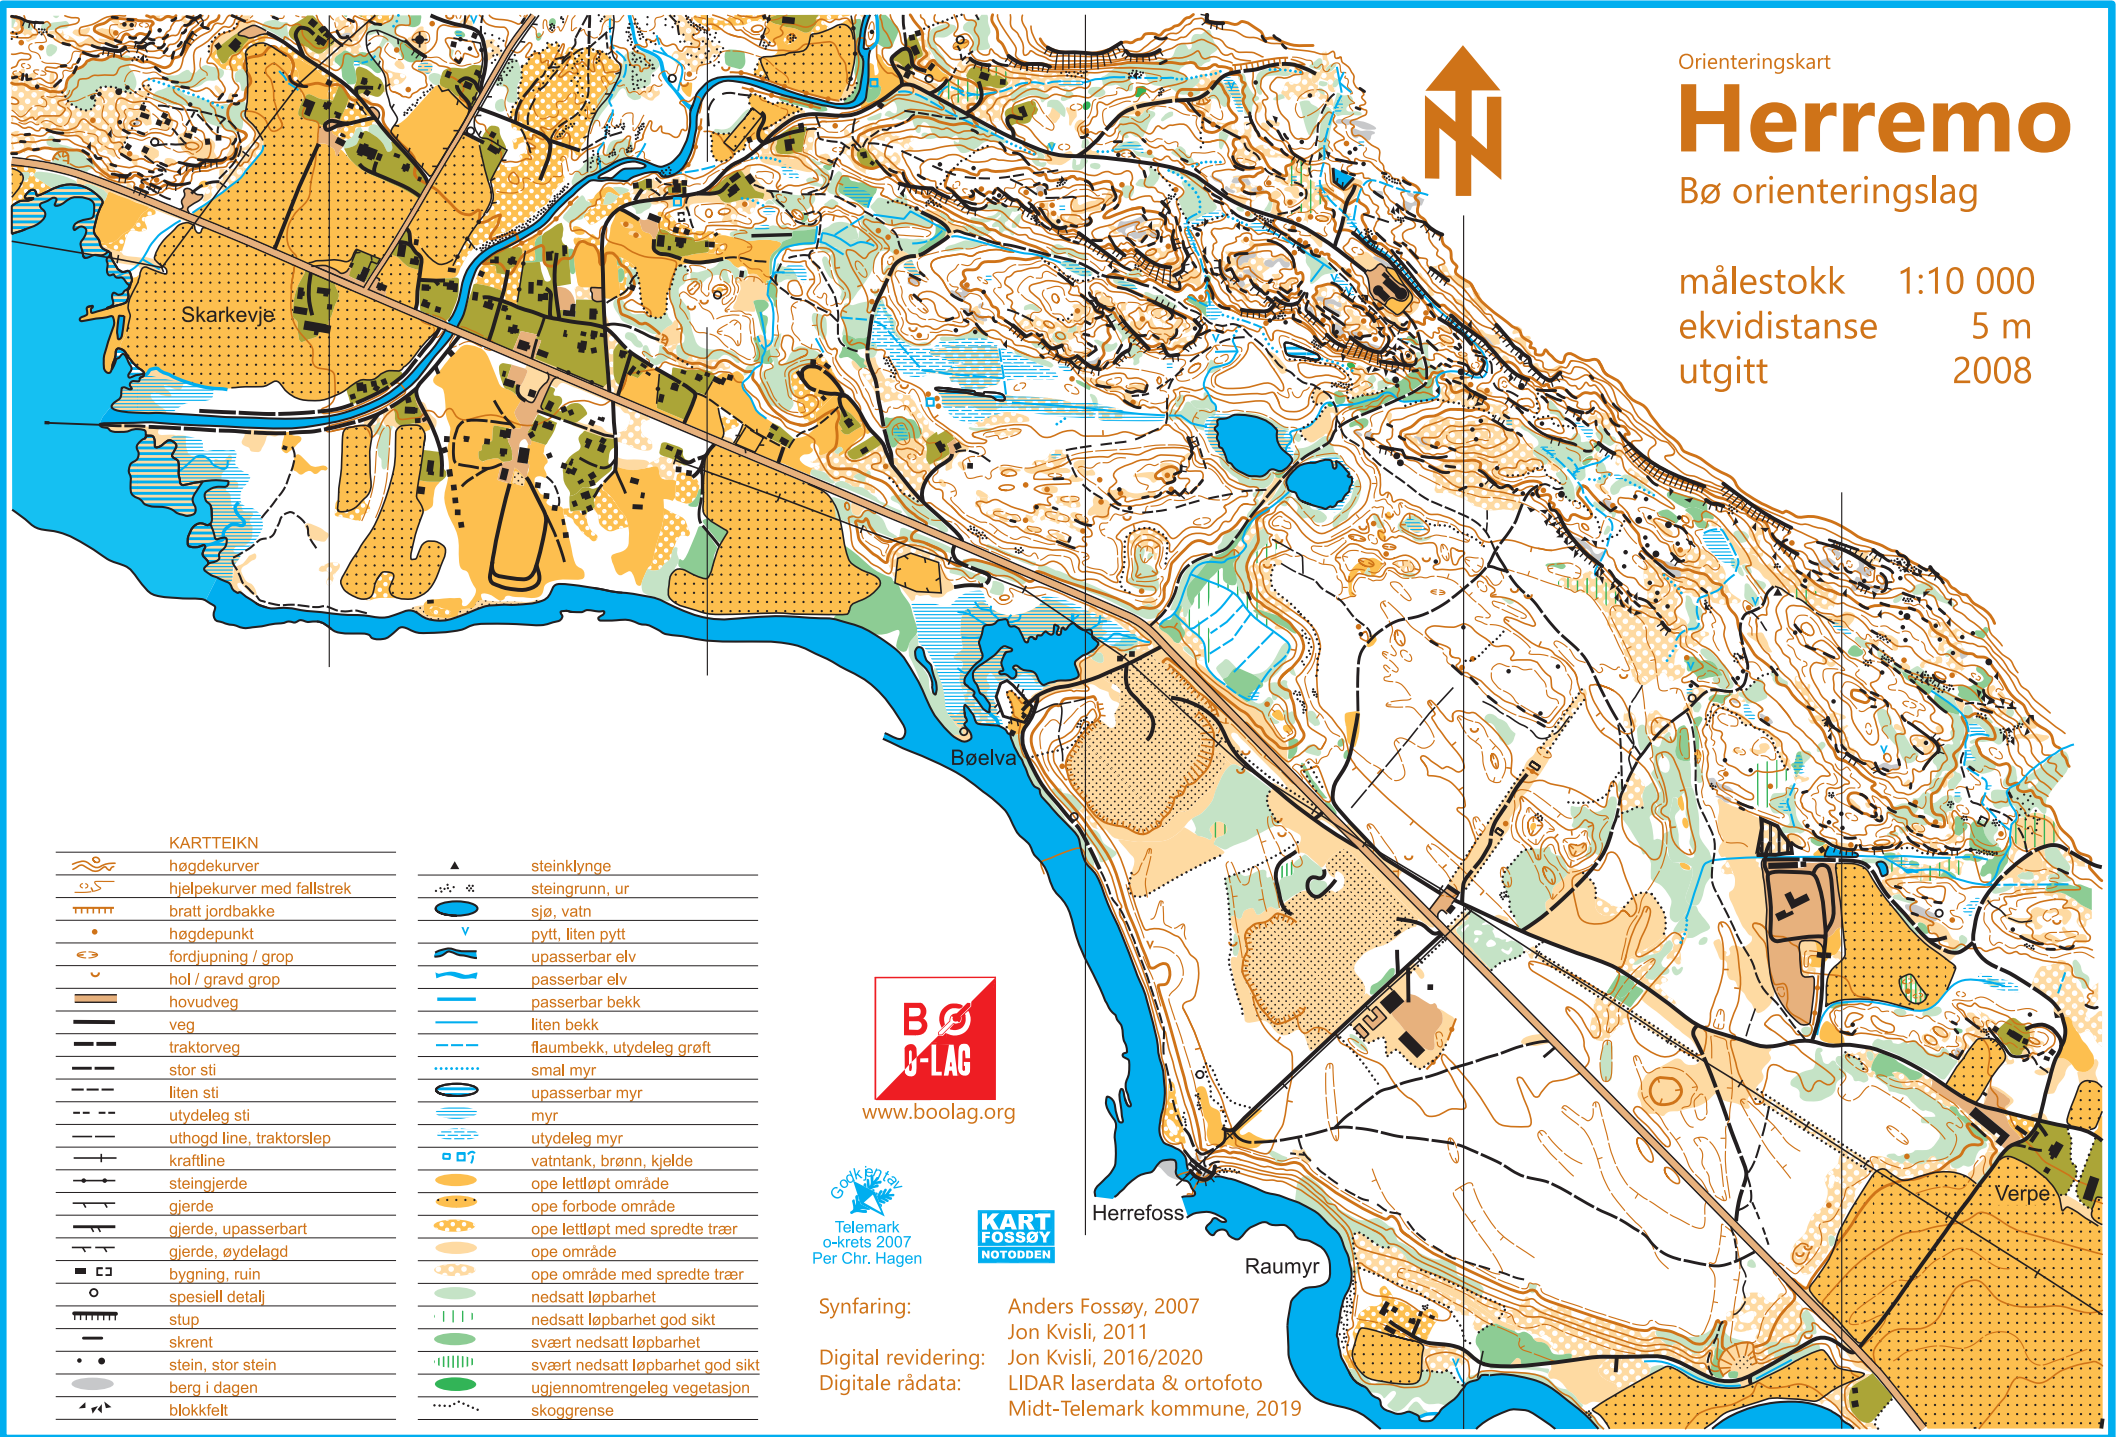 Orienteringskart
Herremo
Bø orienteringslag
målestokk 1:10 000
ekvidistanse 5 m
utgitt 2008
N
Skarkevje
Bøelva
Herrefoss
Raumyr
Verpe
KARTTEIKN
høgdekurver
hjelpekurver med fallstrek
bratt jordbakke
høgdepunkt
fordjupning / grop
hol / gravd grop
hovudveg
veg
traktorveg
stor sti
liten sti
utydeleg sti
uthogd line, traktorslep
kraftline
steingjerde
gjerde
gjerde, upasserbart
gjerde, øydelagd
bygning, ruin
spesiell detalj
stup
skrent
stein, stor stein
berg i dagen
blokkfelt
steinklynge
steingrunn, ur
sjø, vatn
pytt, liten pytt
upasserbar elv
passerbar elv
passerbar bekk
liten bekk
flaumbekk, utydeleg grøft
smal myr
upasserbar myr
myr
utydeleg myr
vatntank, brønn, kjelde
ope lettløpt område
ope forbode område
ope lettløpt med spredte trær
ope område
ope område med spredte trær
nedsatt løpbarhet
nedsatt løpbarhet god sikt
svært nedsatt løpbarhet
svært nedsatt løpbarhet god sikt
ugjennomtrengeleg vegetasjon
skoggrense
BØ
O-LAG
www.boolag.org
Godkjent av
Telemark
o-krets 2007
Per Chr. Hagen
KART
FOSSØY
NOTODDEN
Synfaring: Anders Fossøy, 2007
Jon Kvisli, 2011
Digital revidering: Jon Kvisli, 2016/2020
Digitale rådata: LIDAR laserdata & ortofoto
Midt-Telemark kommune, 2019